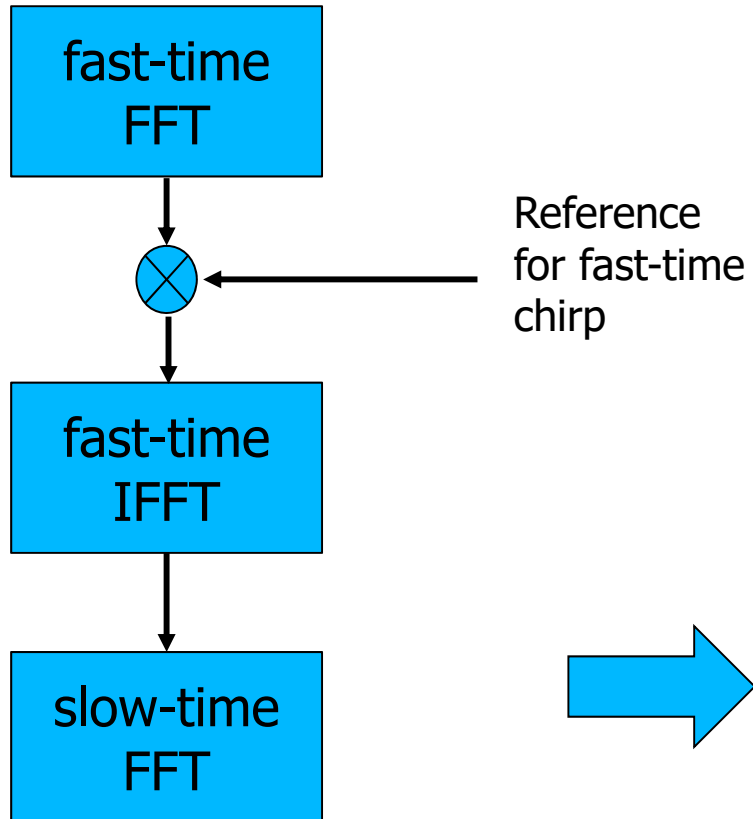 fast-time
FFT
Reference
for fast-time
chirp
fast-time
IFFT
slow-time
FFT